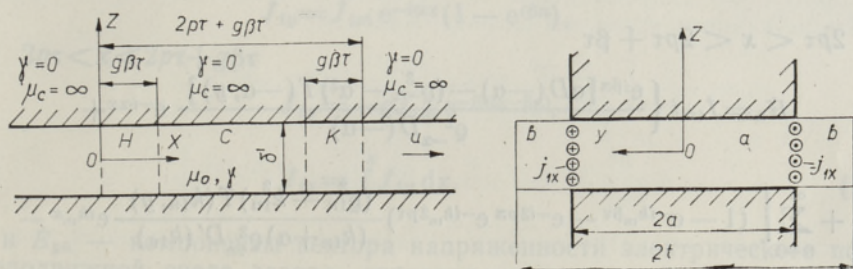 2pτ + gβτ
Z
γ=0
μc=∞
gβτ
γ=0
μc=∞
gβτ
γ=0
μc=∞
H
X
C
K
u
0
μ₀, γ
δ̄
Z
b
y
0
a
b
j₁ₓ
j₁ₓ
2a
2t